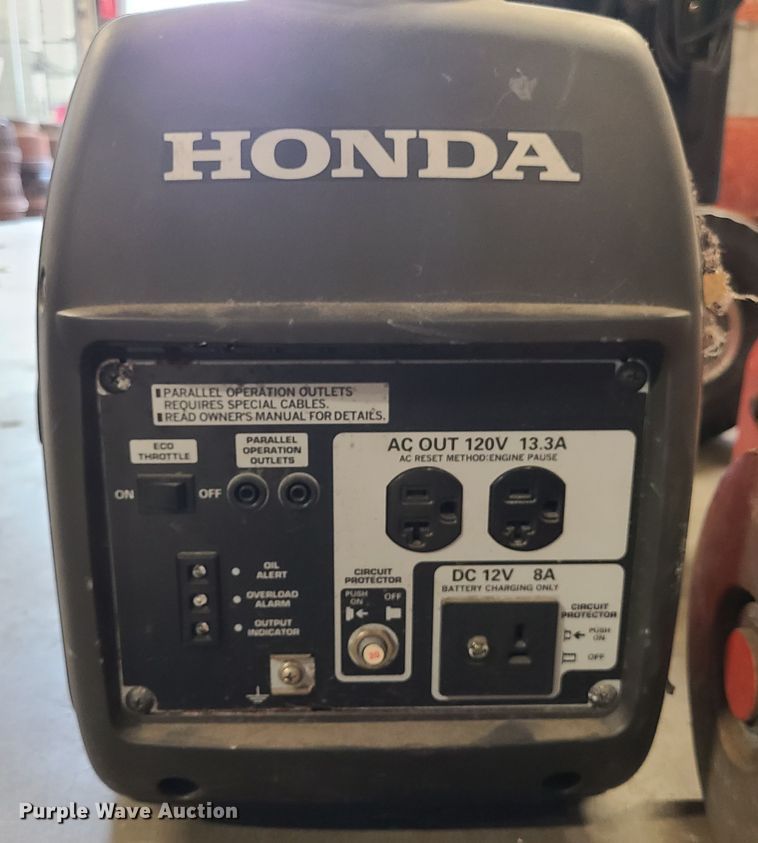 HONDA
PARALLEL OPERATION OUTLETS
REQUIRES SPECIAL CABLES.
READ OWNER'S MANUAL FOR DETAILS.
ECO
THROTTLE
ON
OFF
PARALLEL
OPERATION
OUTLETS
AC OUT 120V 13.3A
AC RESET METHOD:ENGINE PAUSE
OIL
ALERT
OVERLOAD
ALARM
OUTPUT
INDICATOR
CIRCUIT
PROTECTOR
PUSH
ON
OFF
20
DC 12V 8A
BATTERY CHARGING ONLY
CIRCUIT
PROTECTOR
PUSH
ON
OFF
Purple Wave Auction